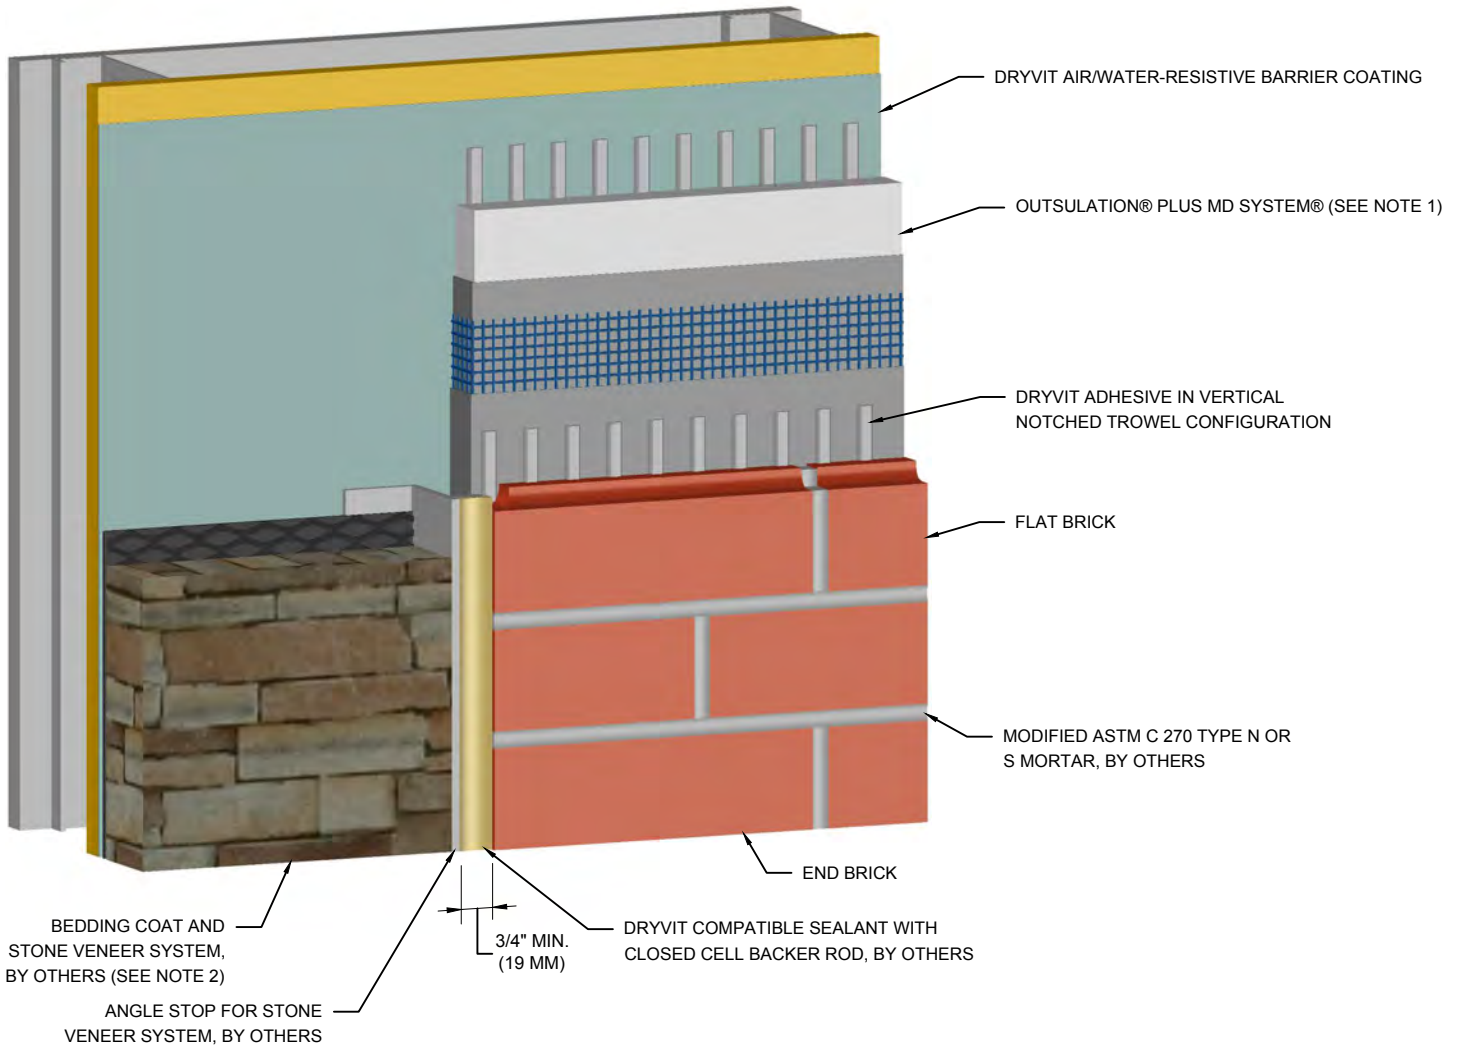 DRYVIT AIR/WATER-RESISTIVE BARRIER COATING
OUTSULATION® PLUS MD SYSTEM® (SEE NOTE 1)
DRYVIT ADHESIVE IN VERTICAL
NOTCHED TROWEL CONFIGURATION
FLAT BRICK
MODIFIED ASTM C 270 TYPE N OR
S MORTAR, BY OTHERS
END BRICK
DRYVIT COMPATIBLE SEALANT WITH
CLOSED CELL BACKER ROD, BY OTHERS
3/4" MIN.
(19 MM)
BEDDING COAT AND
STONE VENEER SYSTEM,
BY OTHERS (SEE NOTE 2)
ANGLE STOP FOR STONE
VENEER SYSTEM, BY OTHERS